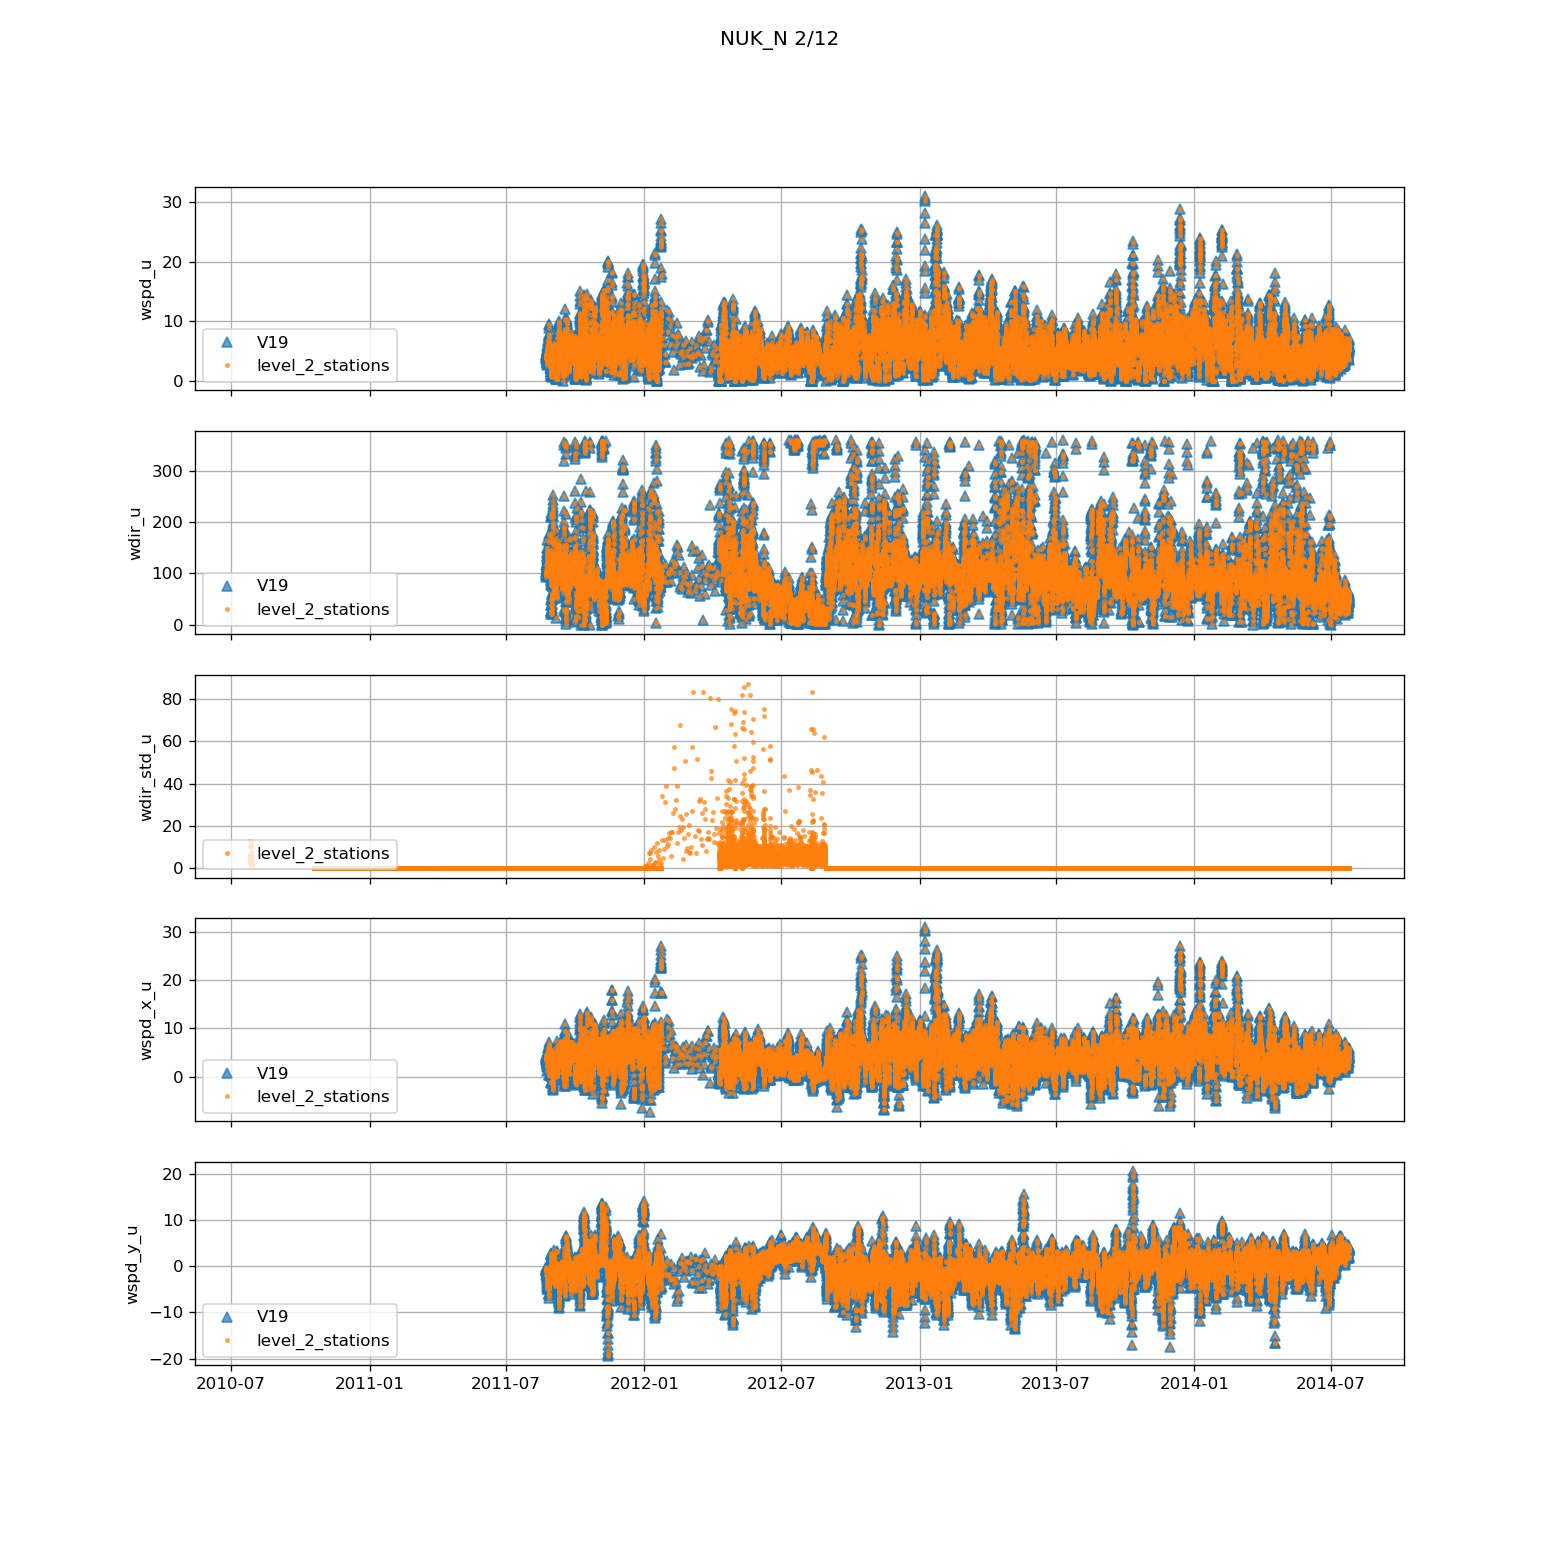 NUK_N 2/12
30
20
10
0
wspd_u
V19
level_2_stations
300
200
100
0
wdir_u
V19
level_2_stations
80
60
40
20
0
wdir_std_u
level_2_stations
30
20
10
0
wspd_x_u
V19
level_2_stations
20
10
0
−10
−20
wspd_y_u
V19
level_2_stations
2010-07 2011-01 2011-07 2012-01 2012-07 2013-01 2013-07 2014-01 2014-07